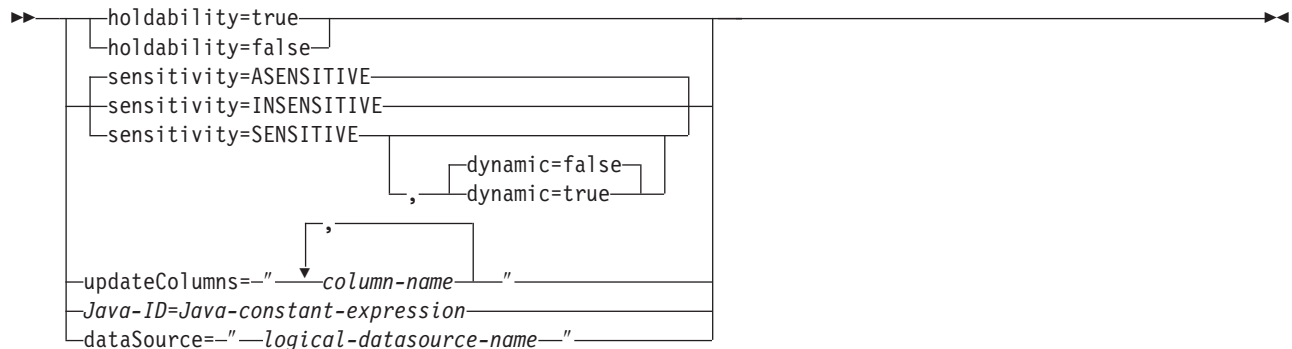 holdability=true
holdability=false
sensitivity=ASENSITIVE
sensitivity=INSENSITIVE
sensitivity=SENSITIVE
dynamic=false
, dynamic=true
,
updateColumns= " column-name "
Java-ID=Java-constant-expression
dataSource= " logical-datasource-name "